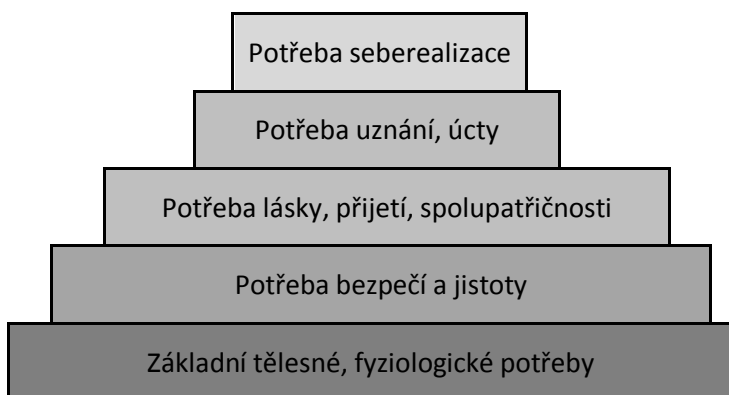 Potřeba seberealizace
Potřeba uznání, úcty
Potřeba lásky, přijetí, spolupatřičnosti
Potřeba bezpečí a jistoty
Základní tělesné, fyziologické potřeby